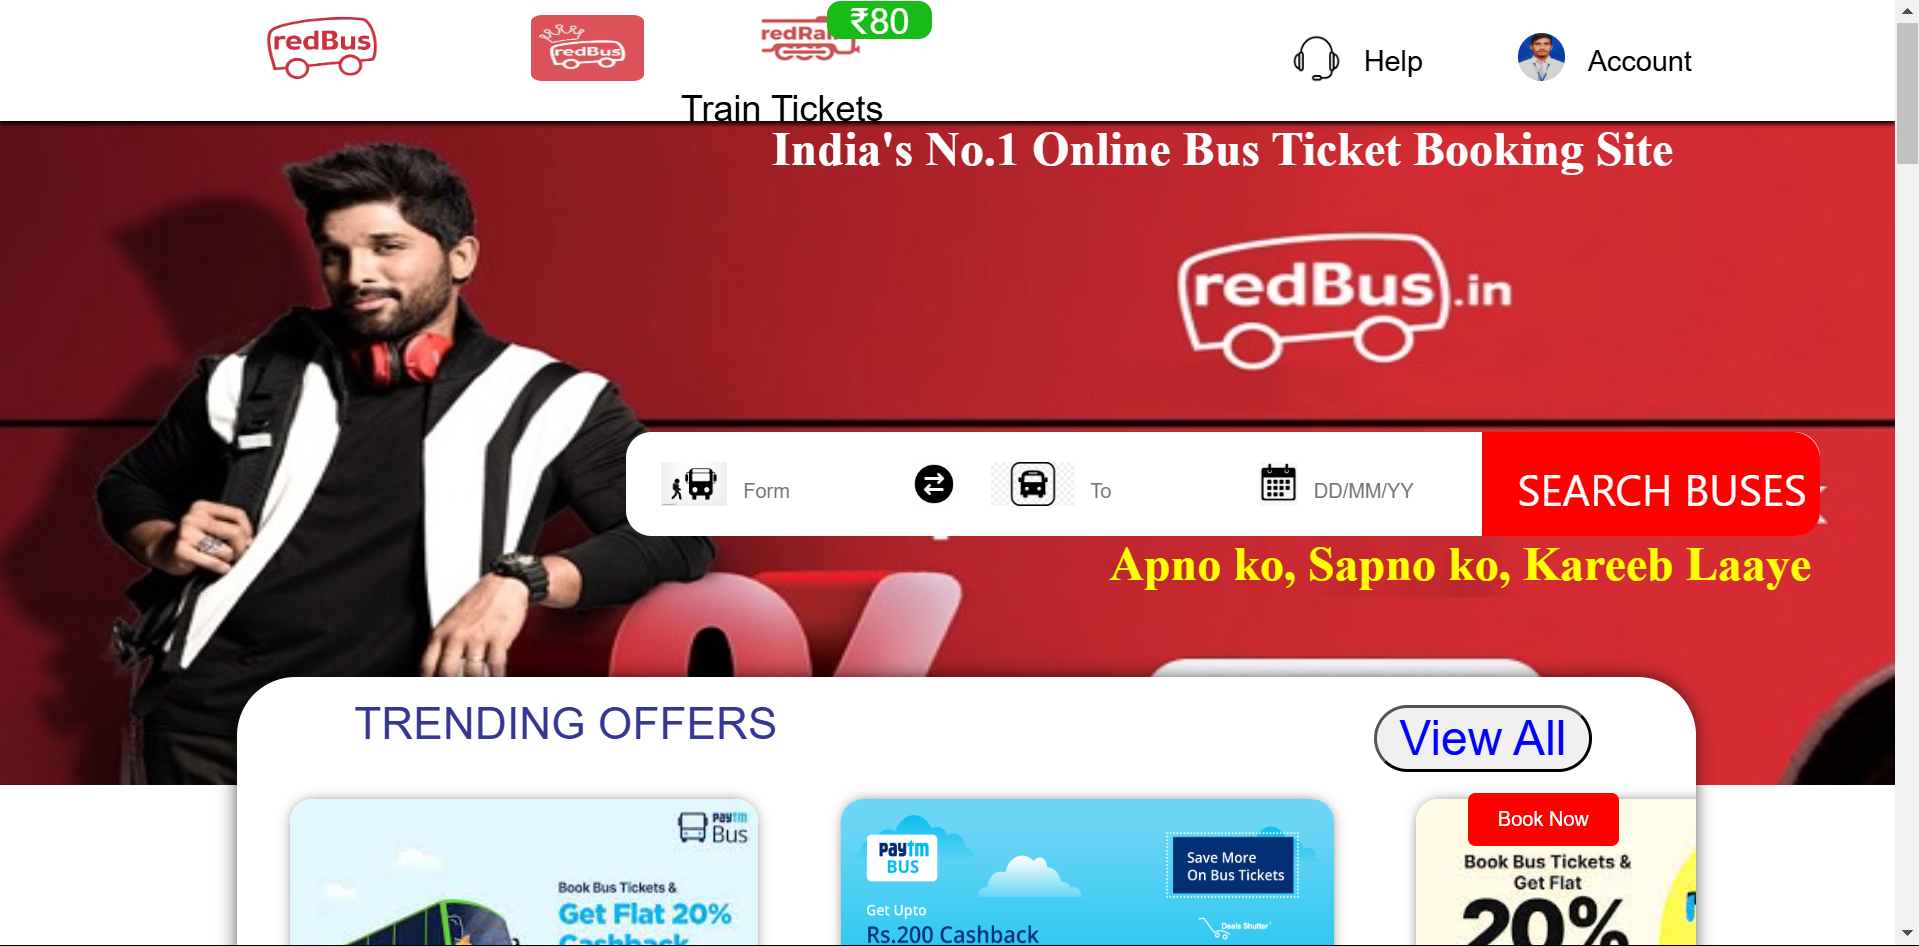 redBus
redBus
redRai
₹80
Help
Account
Train Tickets
India's No.1 Online Bus Ticket Booking Site
redBus.in
Form
To
DD/MM/YY
SEARCH BUSES
Apno ko, Sapno ko, Kareeb Laaye
%
TRENDING OFFERS
View All
paytm
Bus
Book Bus Tickets &
Get Flat 20%
Cashback
paytm
BUS
Save More
On Bus Tickets
Get Upto
Rs.200 Cashback
Deals Shutter
Book Now
Book Bus Tickets &
Get Flat
20%